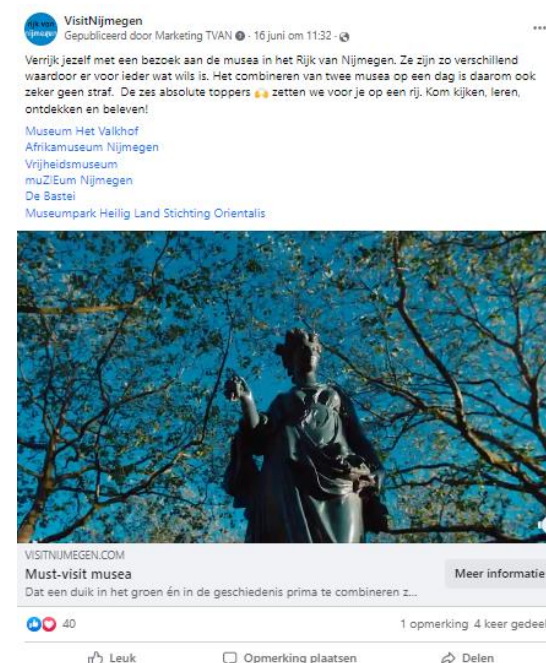 rijk van
nijmegen
VisitNijmegen
Gepubliceerd door Marketing TVAN · 16 juni om 11:32 ·
Verrijk jezelf met een bezoek aan de musea in het Rijk van Nijmegen. Ze zijn zo verschillend
waardoor er voor ieder wat wils is. Het combineren van twee musea op een dag is daarom ook
zeker geen straf. De zes absolute toppers 🙌 zetten we voor je op een rij. Kom kijken, leren,
ontdekken en beleven!
Museum Het Valkhof
Afrikamuseum Nijmegen
Vrijheidsmuseum
muZIEum Nijmegen
De Bastei
Museumpark Heilig Land Stichting Orientalis
VISITNIJMEGEN.COM
Must-visit musea
Meer informatie
Dat een duik in het groen én in de geschiedenis prima te combineren z...
40
1 opmerking 4 keer gedeel
Leuk
Opmerking plaatsen
Delen